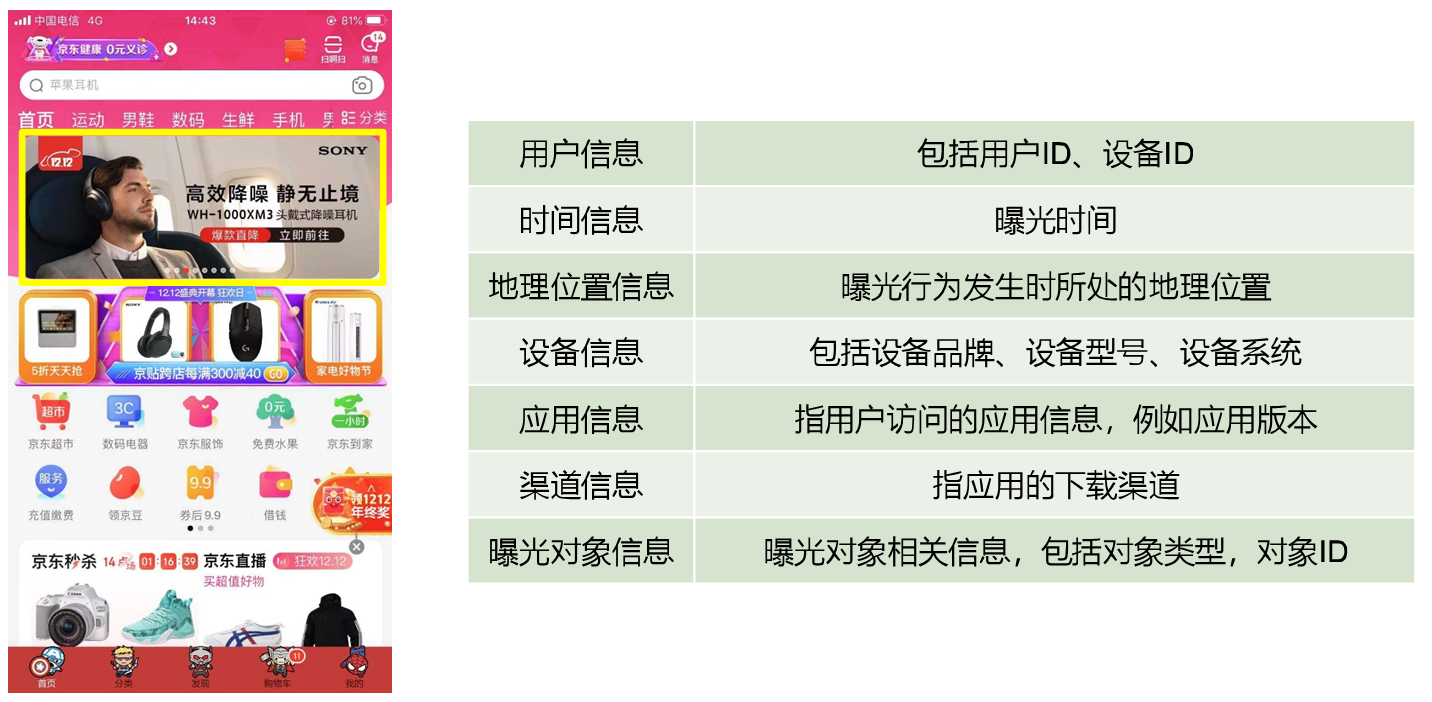 中国电信 4G 14:43 81%
京东健康 0元义诊
14
扫啊扫 消息
苹果耳机
首页 运动 男鞋 数码 生鲜 手机 男 分类
12.12
SONY
高效降噪 静无止境
WH-1000XM3 头戴式降噪耳机
爆款直降 立即前往
12.12盛典开幕 狂欢日
SONY
5折天天抢
京贴跨店每满300减40 GO
家电好物节
超市 3C 0元 一小时
京东超市 数码电器 京东服饰 免费水果 京东到家
服务 9.9
领1212
年终奖
充值缴费 领京豆 券后9.9 借钱
京东秒杀 14点场 01:16:39 京东直播 狂欢12.12
买超值好物
Canon
11
首页 分类 发现 购物车 我的
用户信息 包括用户ID、设备ID
时间信息 曝光时间
地理位置信息 曝光行为发生时所处的地理位置
设备信息 包括设备品牌、设备型号、设备系统
应用信息 指用户访问的应用信息，例如应用版本
渠道信息 指应用的下载渠道
曝光对象信息 曝光对象相关信息，包括对象类型，对象ID